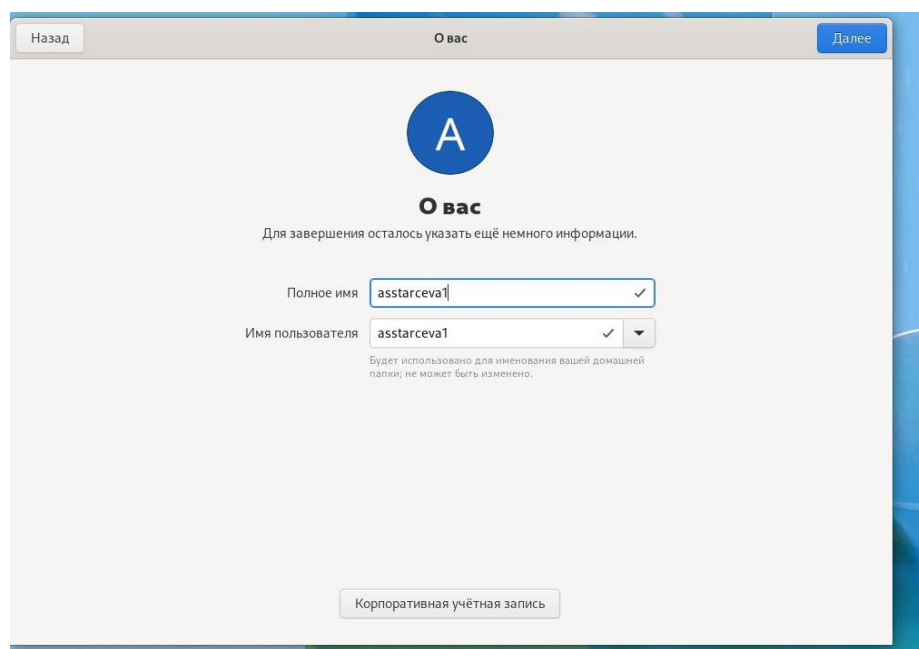 Назад
О вас
Далее
A
О вас
Для завершения осталось указать ещё немного информации.
Полное имя
asstarceva1
Имя пользователя
asstarceva1
Будет использовано для именования вашей домашней
папки; не может быть изменено.
Корпоративная учётная запись